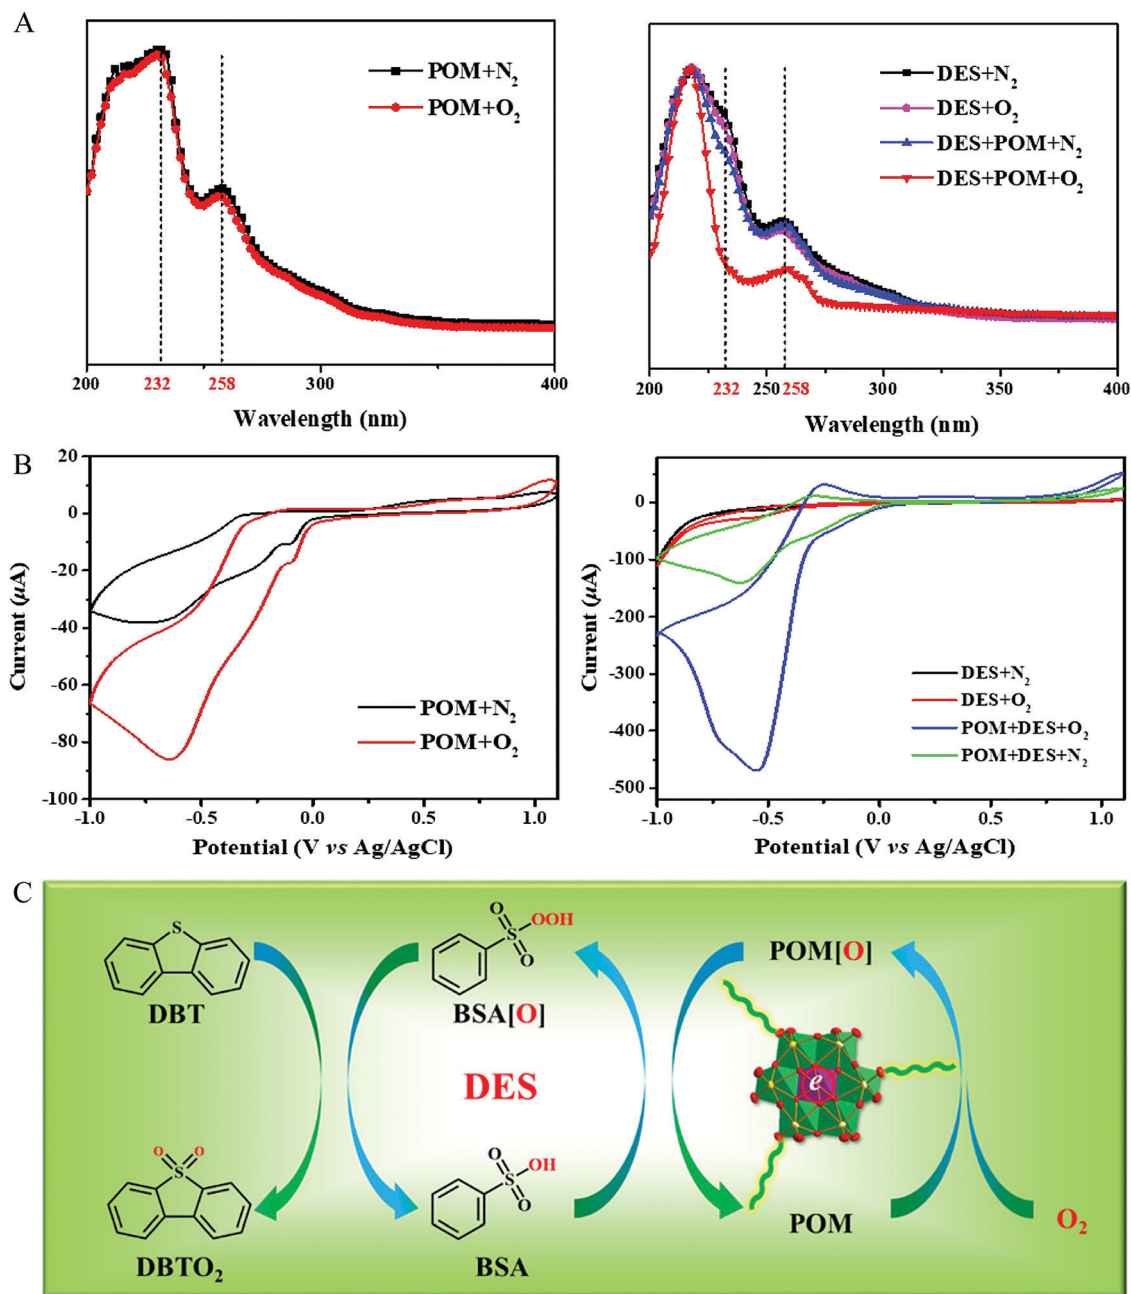 A
POM+N2
POM+O2
200
232
258
300
400
Wavelength (nm)
DES+N2
DES+O2
DES+POM+N2
DES+POM+O2
200
232
250
258
300
350
400
Wavelength (nm)
B
20
0
-20
-40
-60
-80
-100
Current (μA)
POM+N2
POM+O2
-1.0
-0.5
0.0
0.5
1.0
Potential (V vs Ag/AgCl)
0
-100
-200
-300
-400
-500
Current (μA)
DES+N2
DES+O2
POM+DES+O2
POM+DES+N2
-1.0
-0.5
0.0
0.5
1.0
Potential (V vs Ag/AgCl)
C
S
DBT
O
S
OOH
O
BSA[O]
POM[O]
DES
e
O O
S
DBTO2
O
S
OH
O
BSA
POM
O2